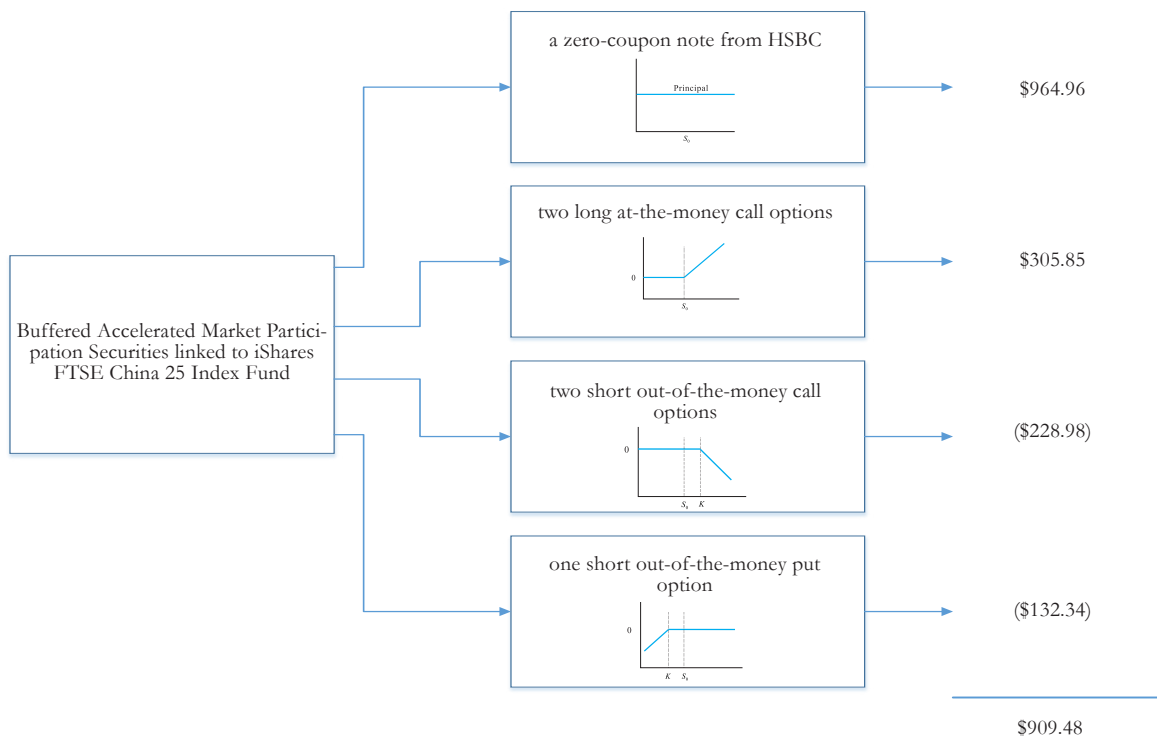 a zero-coupon note from HSBC
Principal
S₀
$964.96
two long at-the-money call options
0
S₀
$305.85
Buffered Accelerated Market Partici-
pation Securities linked to iShares
FTSE China 25 Index Fund
two short out-of-the-money call
options
0
S₀ K
($228.98)
one short out-of-the-money put
option
0
K S₀
($132.34)
$909.48